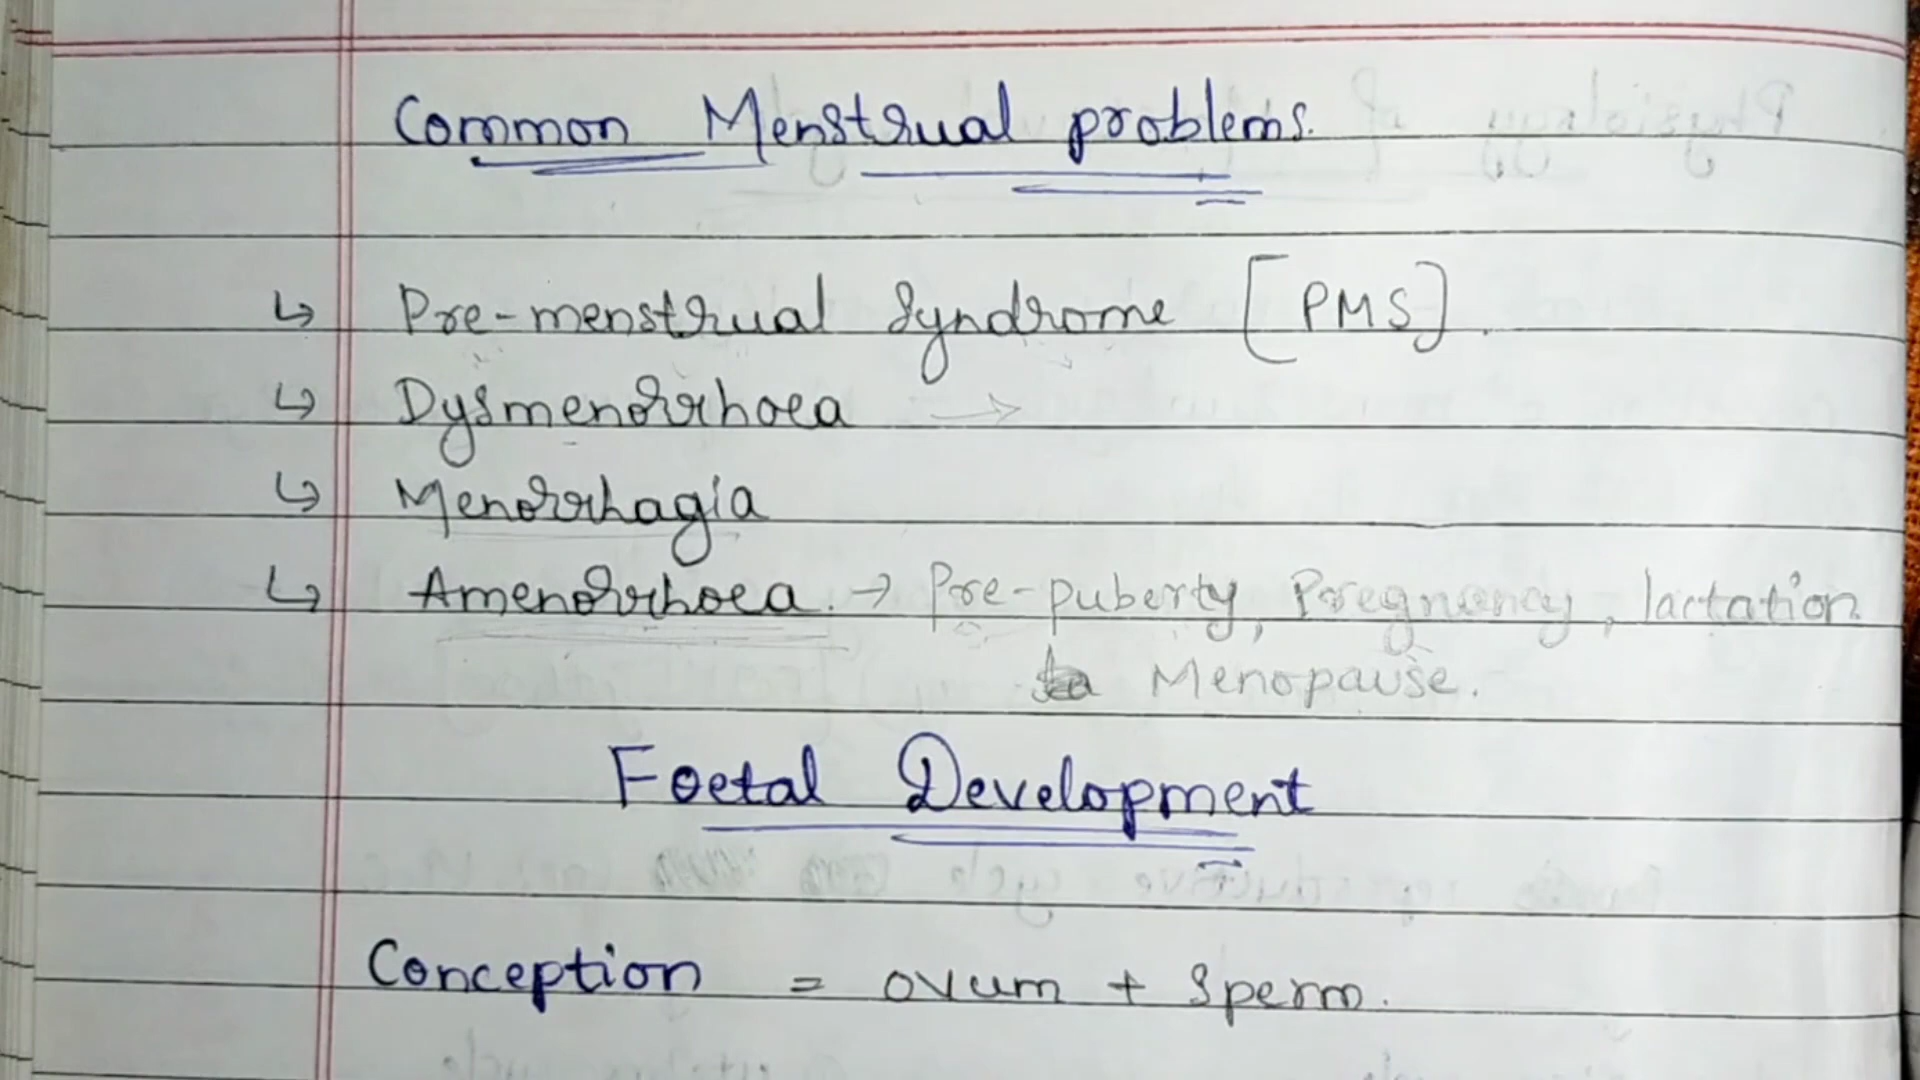 Common Menstrual problems.
↳ Pre-menstrual Syndrome [PMS].
↳ Dysmenorrhoea →
↳ Menorrhagia
↳ Amenorrhoea. → Pre-puberty, Pregnancy, lactation
Menopause.
Foetal Development
Conception = ovum + sperm.